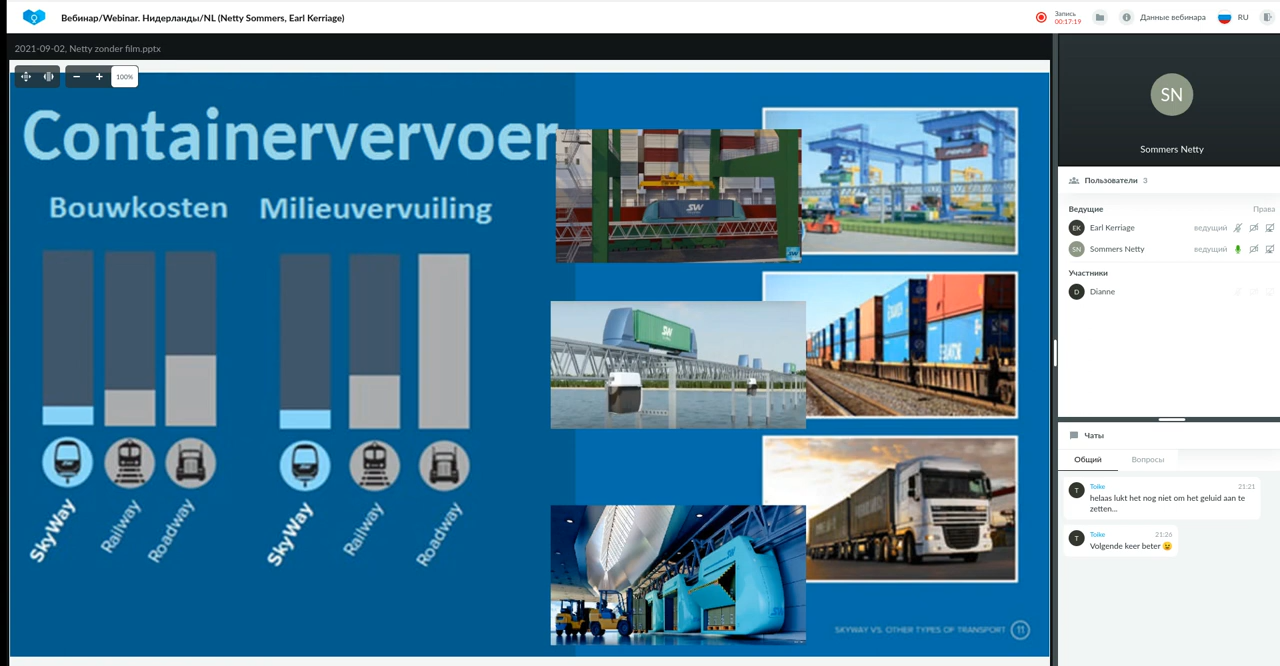 Вебинар/Webinar. Нидерланды/NL (Netty Sommers, Earl Kerriage)
Запись
00:17:19
Данные вебинара
RU
2021-09-02, Netty zonder film.pptx
100%
Containervervoer
Bouwkosten
Milieuvervuiling
SkyWay
Railway
Roadway
SkyWay
Railway
Roadway
SW
SW
SKYWAY VS. OTHER TYPES OF TRANSPORT 11
SN
Sommers Netty
Пользователи 3
Ведущие
Права
EK Earl Kerriage ведущий
SN Sommers Netty ведущий
Участники
D Dianne
Чаты
Общий
Вопросы
T Toike 21:21
helaas lukt het nog niet om het geluid aan te
zetten...
T Toike 21:26
Volgende keer beter 😉